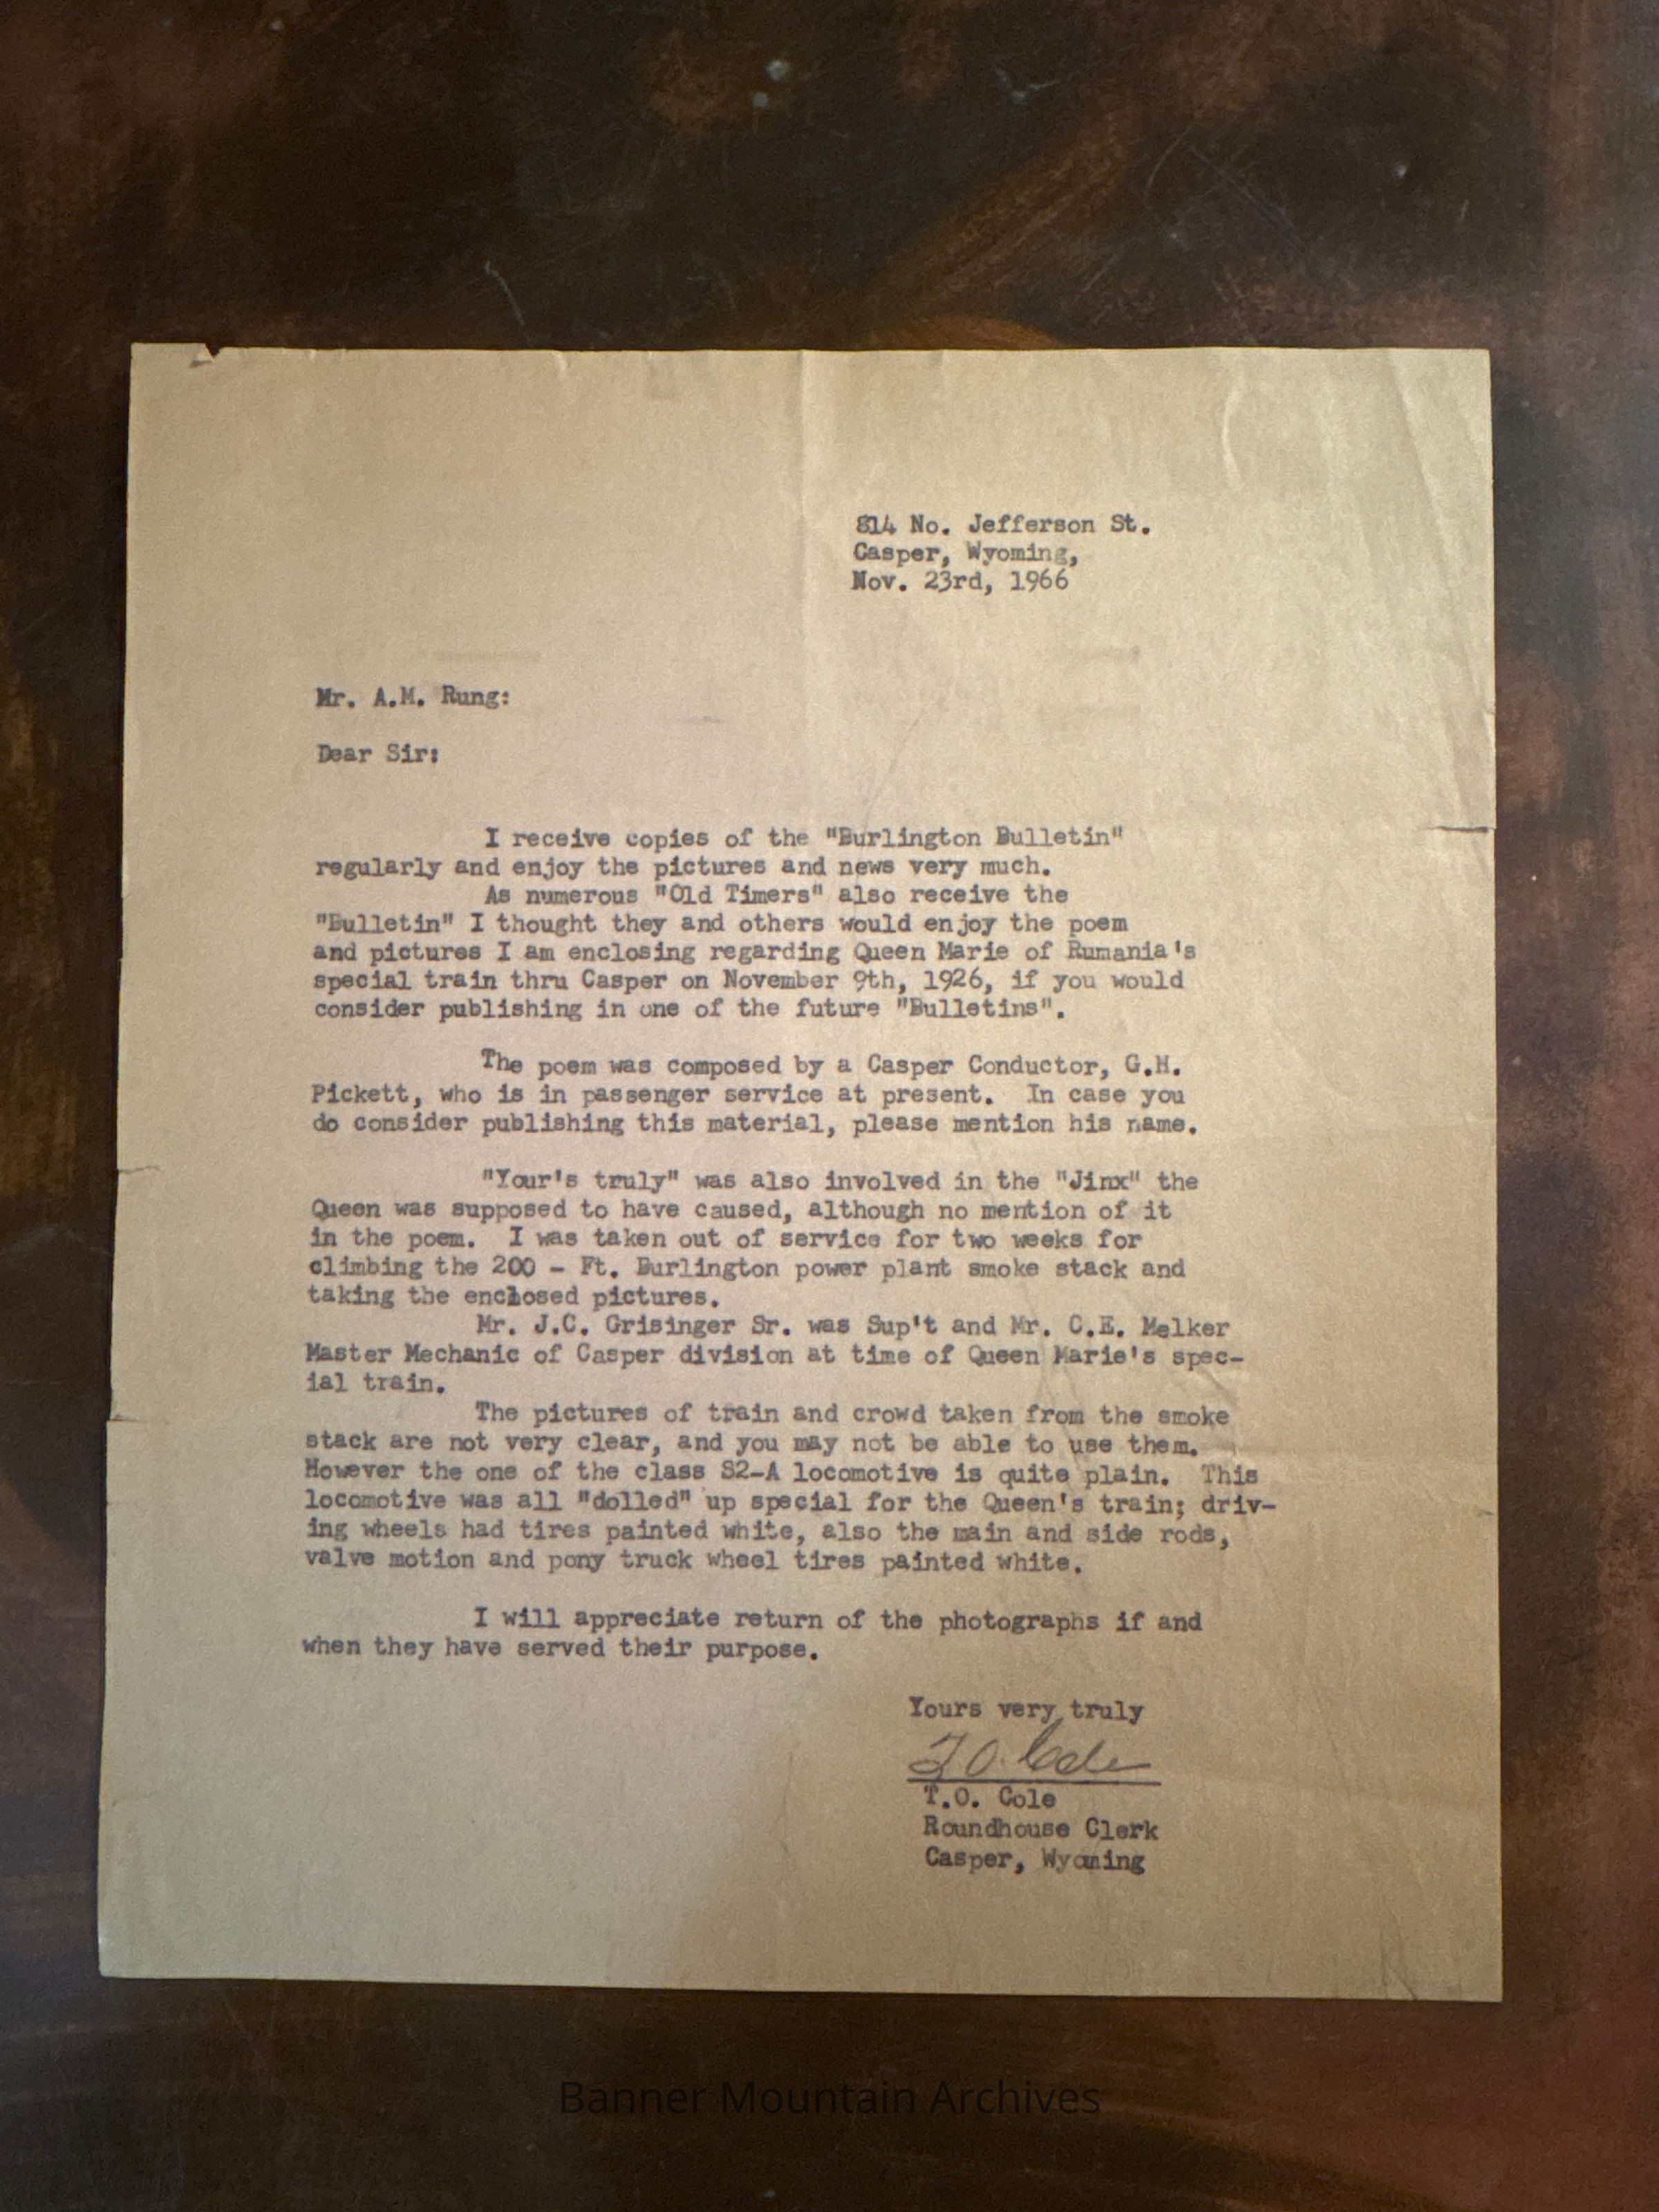 814 No. Jefferson St.
Casper, Wyoming,
Nov. 23rd, 1966
Mr. A.M. Rung:
Dear Sir:
I receive copies of the "Burlington Bulletin"
regularly and enjoy the pictures and news very much.
As numerous "Old Timers" also receive the
"Bulletin" I thought they and others would enjoy the poem
and pictures I am enclosing regarding Queen Marie of Rumania's
special train thru Casper on November 9th, 1926, if you would
consider publishing in one of the future "Bulletins".
The poem was composed by a Casper Conductor, G.H.
Pickett, who is in passenger service at present. In case you
do consider publishing this material, please mention his name.
"Your's truly" was also involved in the "Jinx" the
Queen was supposed to have caused, although no mention of it
in the poem. I was taken out of service for two weeks for
climbing the 200 - Ft. Burlington power plant smoke stack and
taking the enclosed pictures.
Mr. J.C. Grisinger Sr. was Sup't and Mr. C.E. Melker
Master Mechanic of Casper division at time of Queen Marie's spec-
ial train.
The pictures of train and crowd taken from the smoke
stack are not very clear, and you may not be able to use them.
However the one of the class S2-A locomotive is quite plain. This
locomotive was all "dolled" up special for the Queen's train; driv-
ing wheels had tires painted white, also the main and side rods,
valve motion and pony truck wheel tires painted white.
I will appreciate return of the photographs if and
when they have served their purpose.
Yours very truly
T.O. Cole
T.O. Cole
Roundhouse Clerk
Casper, Wyoming
Banner Mountain Archives